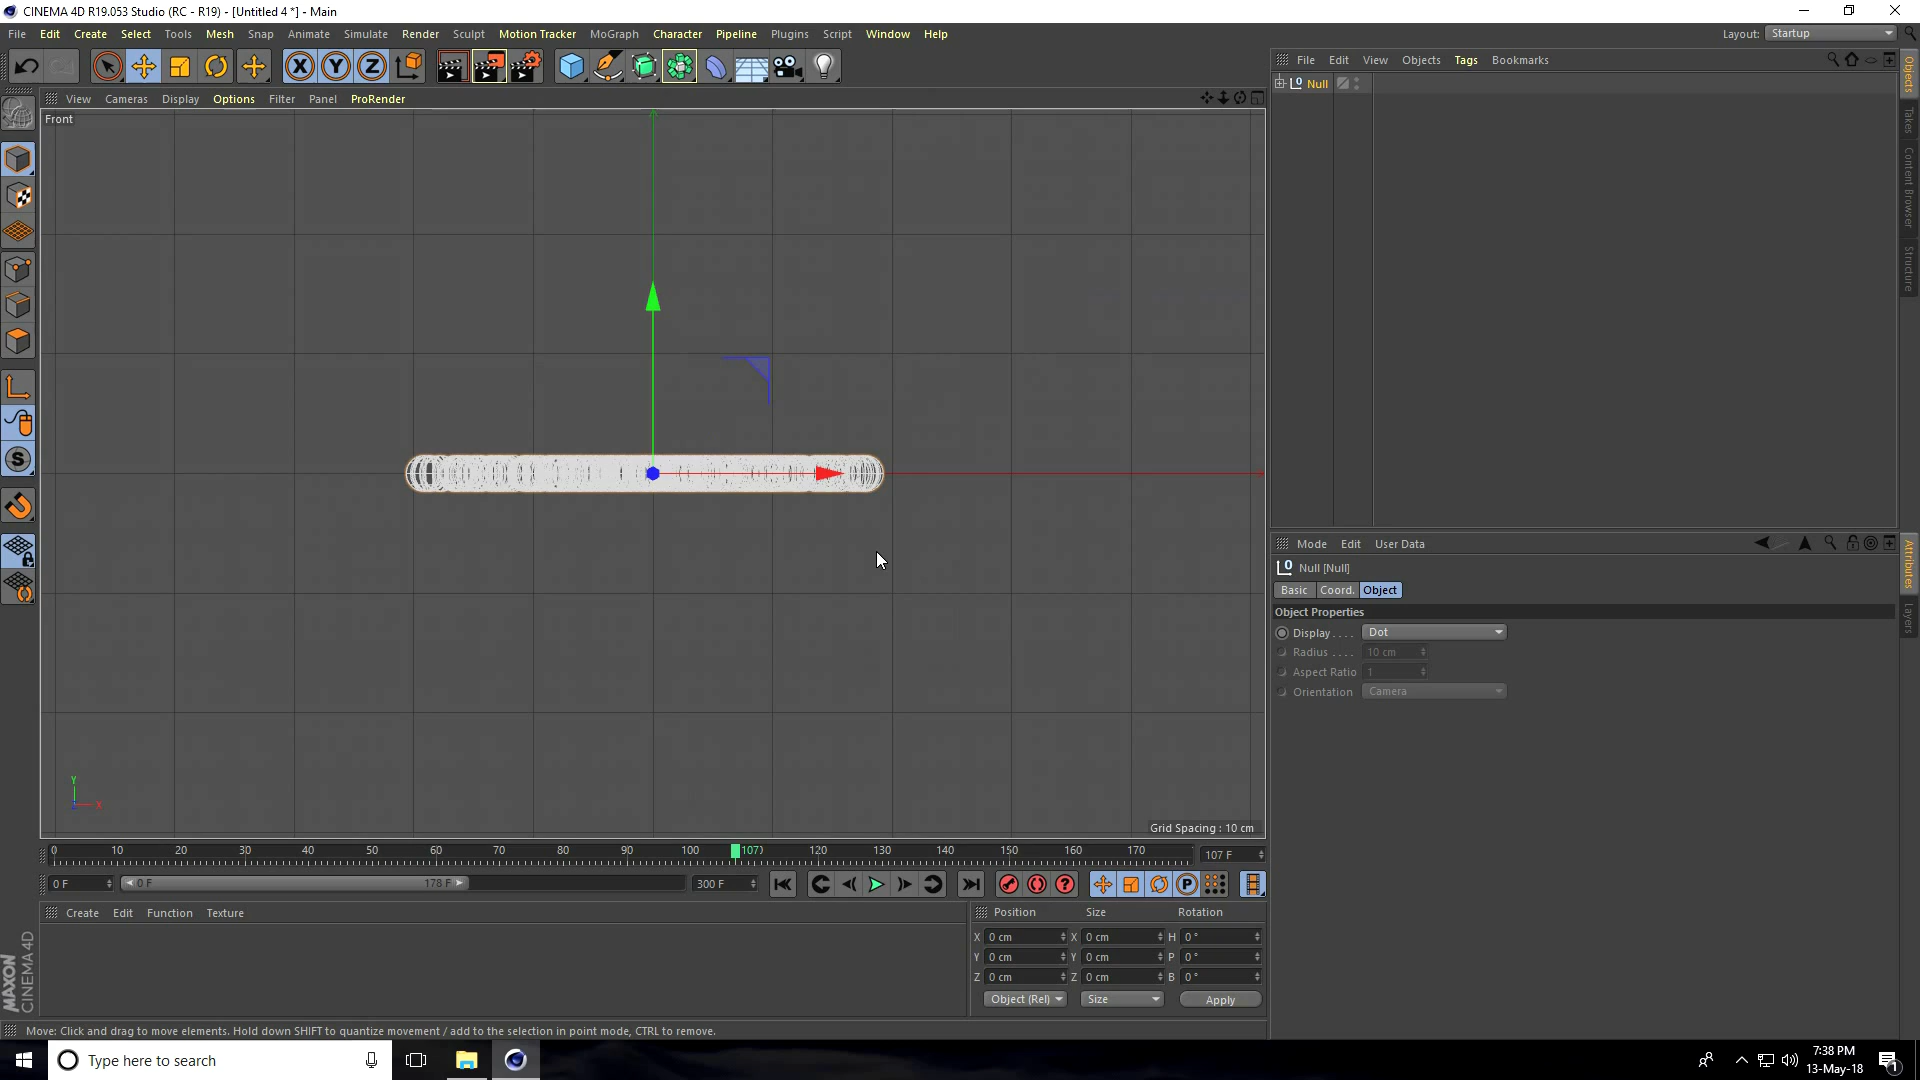 CINEMA 4D R19.053 Studio (RC - R19) - [Untitled 4 *] - Main
File Edit Create Select Tools Mesh Snap Animate Simulate Render Sculpt Motion Tracker MoGraph Character Pipeline Plugins Script Window Help
Layout: Startup
X Y Z
File Edit View Objects Tags Bookmarks
Null
View Cameras Display Options Filter Panel ProRender
Front
Objects
Takes
Content Browser
Structure
S
Y
X
Grid Spacing : 10 cm
Mode Edit User Data
Null [Null]
Basic Coord. Object
Object Properties
Display . . . . Dot
Radius . . . . 10 cm
Aspect Ratio 1
Orientation Camera
Attributes
Layers
0 10 20 30 40 50 60 70 80 90 100 107 120 130 140 150 160 170
107 F
0 F 0 F 178 F 300 F
P
Create Edit Function Texture
Position Size Rotation
X 0 cm X 0 cm H 0 °
Y 0 cm Y 0 cm P 0 °
Z 0 cm Z 0 cm B 0 °
Object (Rel) Size Apply
MAXON
CINEMA 4D
Move: Click and drag to move elements. Hold down SHIFT to quantize movement / add to the selection in point mode, CTRL to remove.
Type here to search
7:38 PM
13-May-18
1